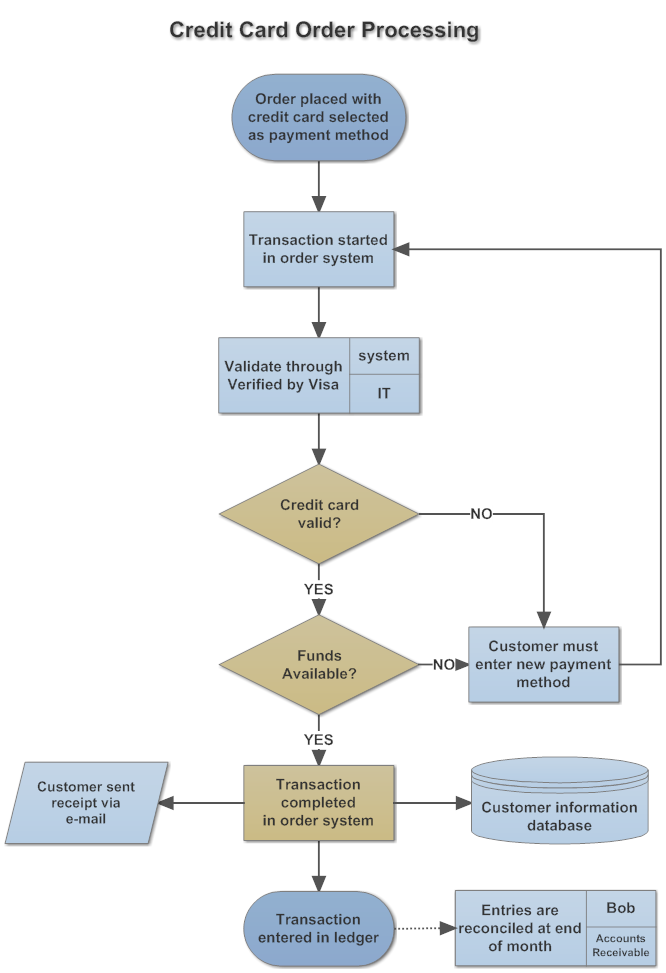 Credit Card Order Processing
Order placed with
credit card selected
as payment method
Transaction started
in order system
Validate through
Verified by Visa
system
IT
Credit card
valid?
NO
YES
Funds
Available?
NO
Customer must
enter new payment
method
YES
Customer sent
receipt via
e-mail
Transaction
completed
in order system
Customer information
database
Transaction
entered in ledger
Entries are
reconciled at end
of month
Bob
Accounts
Receivable